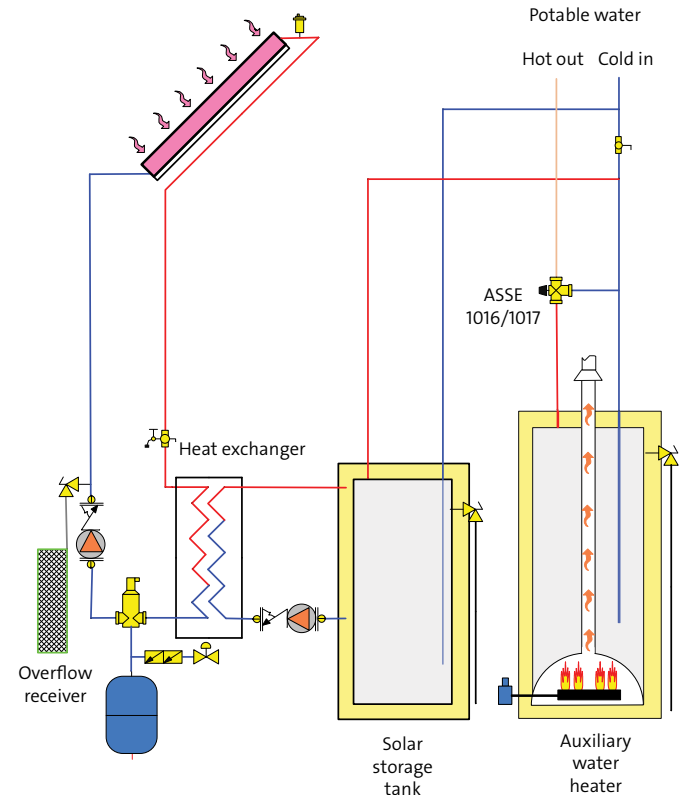 Potable water
Hot out Cold in
ASSE
1016/1017
Heat exchanger
Overflow
receiver
Solar
storage
tank
Auxiliary
water
heater